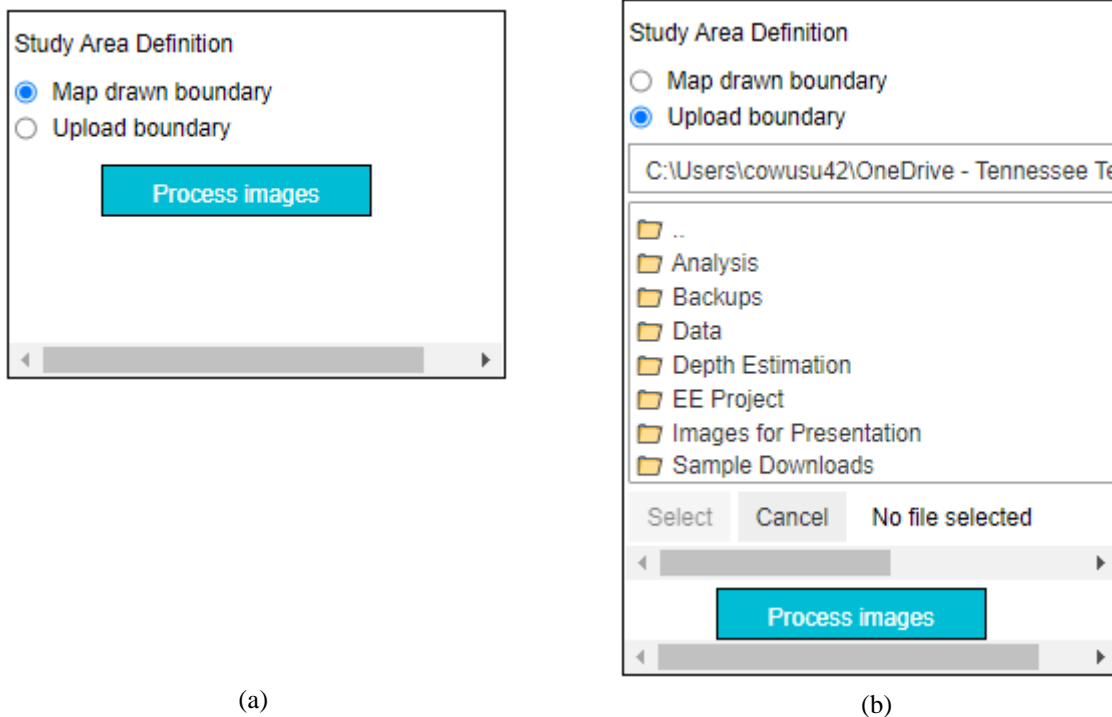 Study Area Definition
Map drawn boundary
Upload boundary
Process images
(a)
Study Area Definition
Map drawn boundary
Upload boundary
C:\Users\cowusu42\OneDrive - Tennessee Te
..
Analysis
Backups
Data
Depth Estimation
EE Project
Images for Presentation
Sample Downloads
Select Cancel No file selected
Process images
(b)